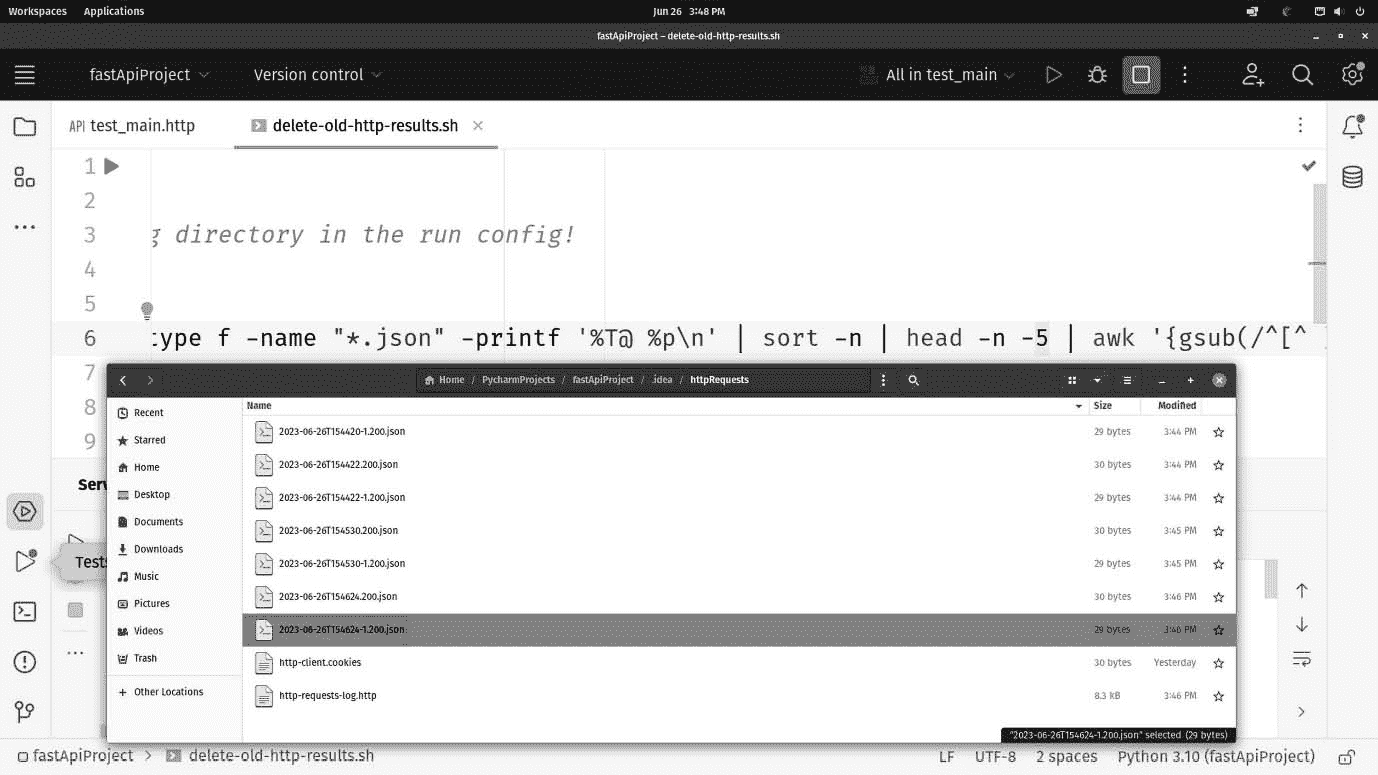 Workspaces Applications Jun 26 3:48 PM
fastApiProject – delete-old-http-results.sh
fastApiProject Version control All in test_main
API test_main.http delete-old-http-results.sh
1
2
3 g directory in the run config!
4
5
6 type f -name "*.json" -printf '%T@ %p\n' | sort -n | head -n -5 | awk '{gsub(/^[^
7
8
9
Home / PycharmProjects / fastApiProject / .idea / httpRequests
Recent
Starred
Home
Desktop
Documents
Downloads
Music
Pictures
Videos
Trash
Other Locations
Name Size Modified
2023-06-26T154420-1.200.json 29 bytes 3:44 PM
2023-06-26T154422.200.json 30 bytes 3:44 PM
2023-06-26T154422-1.200.json 29 bytes 3:44 PM
2023-06-26T154530.200.json 30 bytes 3:45 PM
2023-06-26T154530-1.200.json 29 bytes 3:45 PM
2023-06-26T154624.200.json 30 bytes 3:46 PM
2023-06-26T154624-1.200.json 29 bytes 3:46 PM
http-client.cookies 30 bytes Yesterday
http-requests-log.http 8.3 kB 3:46 PM
"2023-06-26T154624-1.200.json" selected (29 bytes)
Serv
Tests
fastApiProject delete-old-http-results.sh LF UTF-8 2 spaces Python 3.10 (fastApiProject)